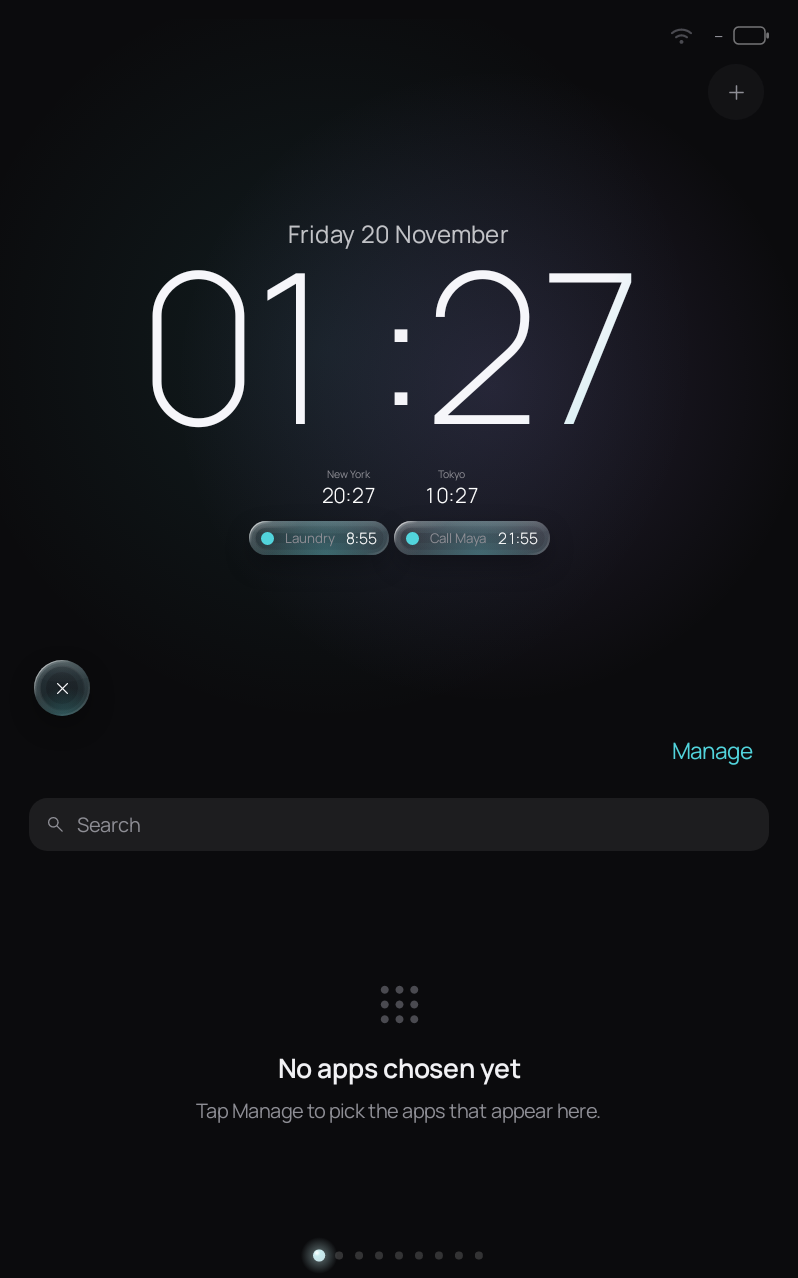 –
Friday 20 November
01:27
New York Tokyo
20:27 10:27
Laundry 8:55 Call Maya 21:55
Manage
Search
No apps chosen yet
Tap Manage to pick the apps that appear here.